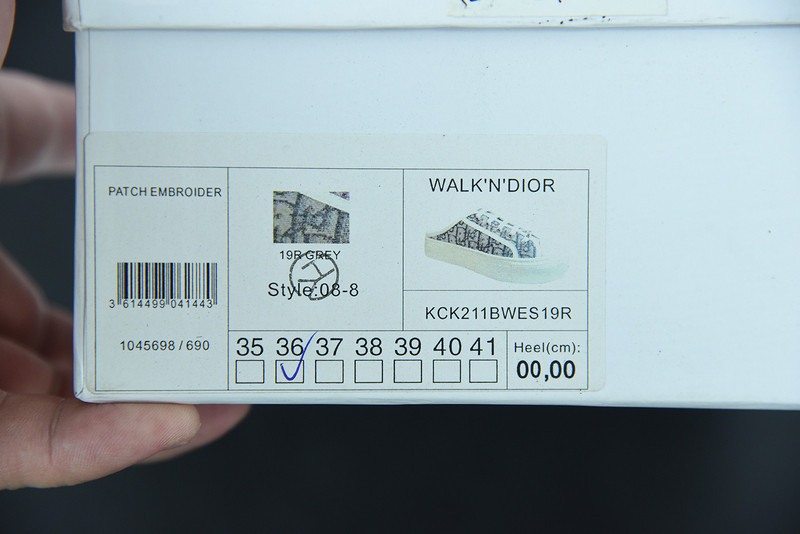 PATCH EMBROIDER
3 614499 041443
1045698 / 690
19R GREY
Style:08-8
WALK'N'DIOR
KCK211BWES19R
35 36 37 38 39 40 41
Heel(cm):
00,00